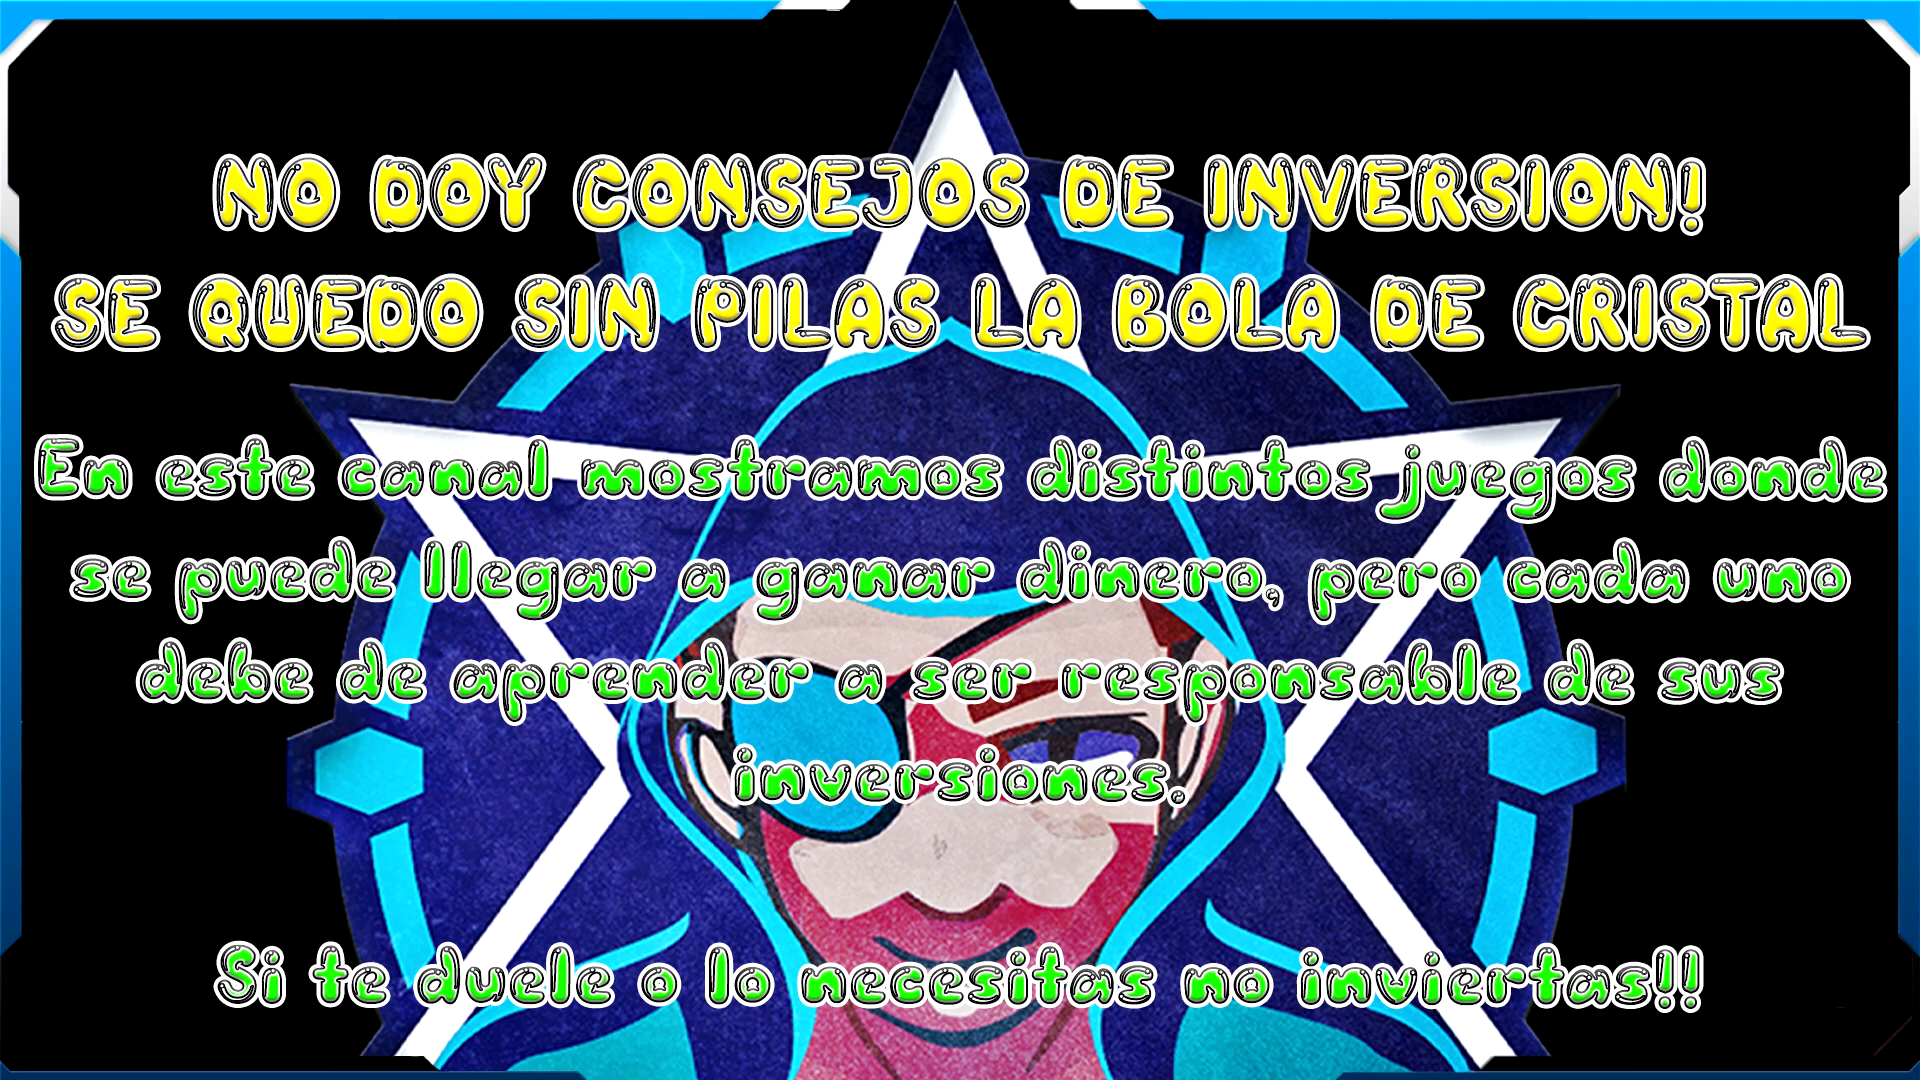 NO DOY CONSEJOS DE INVERSION!
SE QUEDO SIN PILAS LA BOLA DE CRISTAL
En este canal mostramos distintos juegos donde
se puede llegar a ganar dinero, pero cada uno
debe de aprender a ser responsable de sus
inversiones.
Si te duele o lo necesitas no inviertas!!